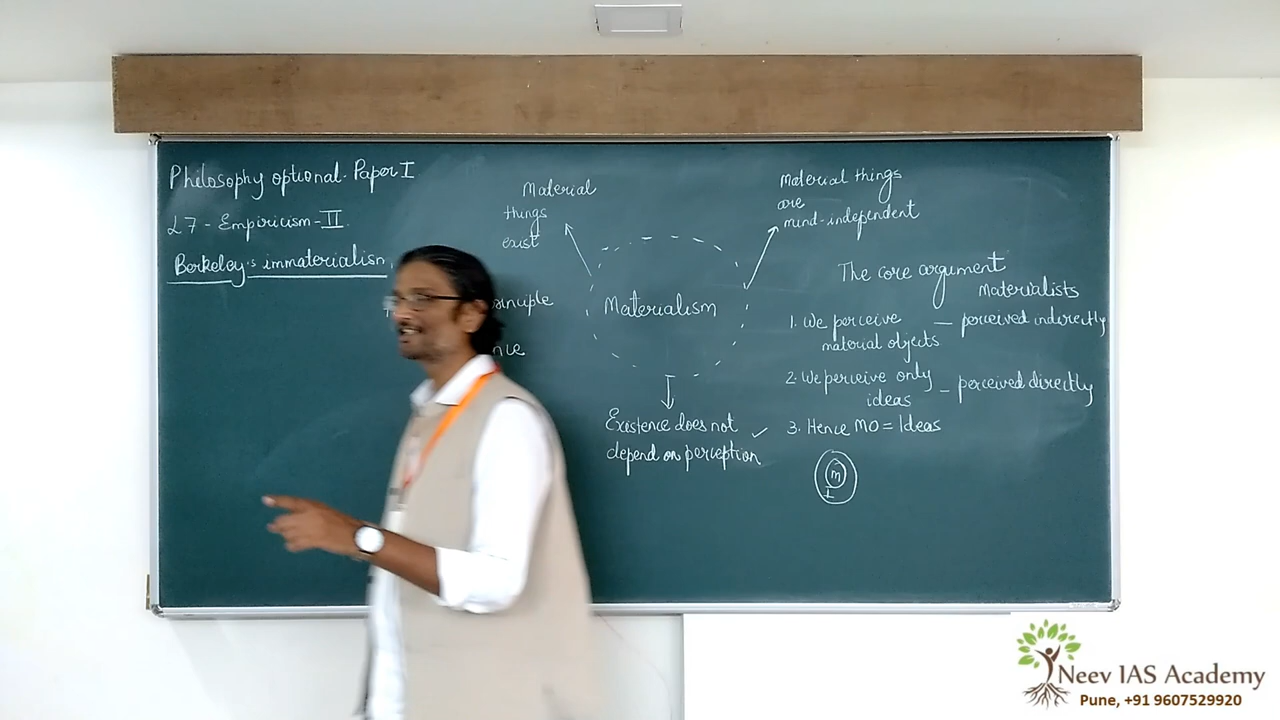 Philosophy optional - Paper I
L7 - Empiricism - II
Berkeley's immaterialism
Material
things
exist
Materialism
Material things
are
mind-independent
Existence does not
depend on perception ✓
The core argument
Materialists
1. We perceive — perceived indirectly
material objects
2. We perceive only — perceived directly
ideas
3. Hence MO = Ideas
m
Neev IAS Academy
Pune, +91 9607529920